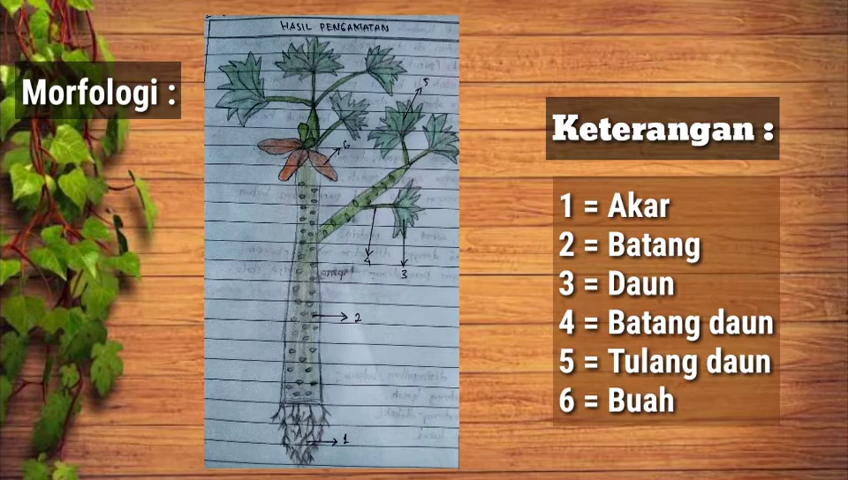 HASIL PENGAMATAN
Morfologi :
5
6
4
3
2
1
Keterangan :
1 = Akar
2 = Batang
3 = Daun
4 = Batang daun
5 = Tulang daun
6 = Buah